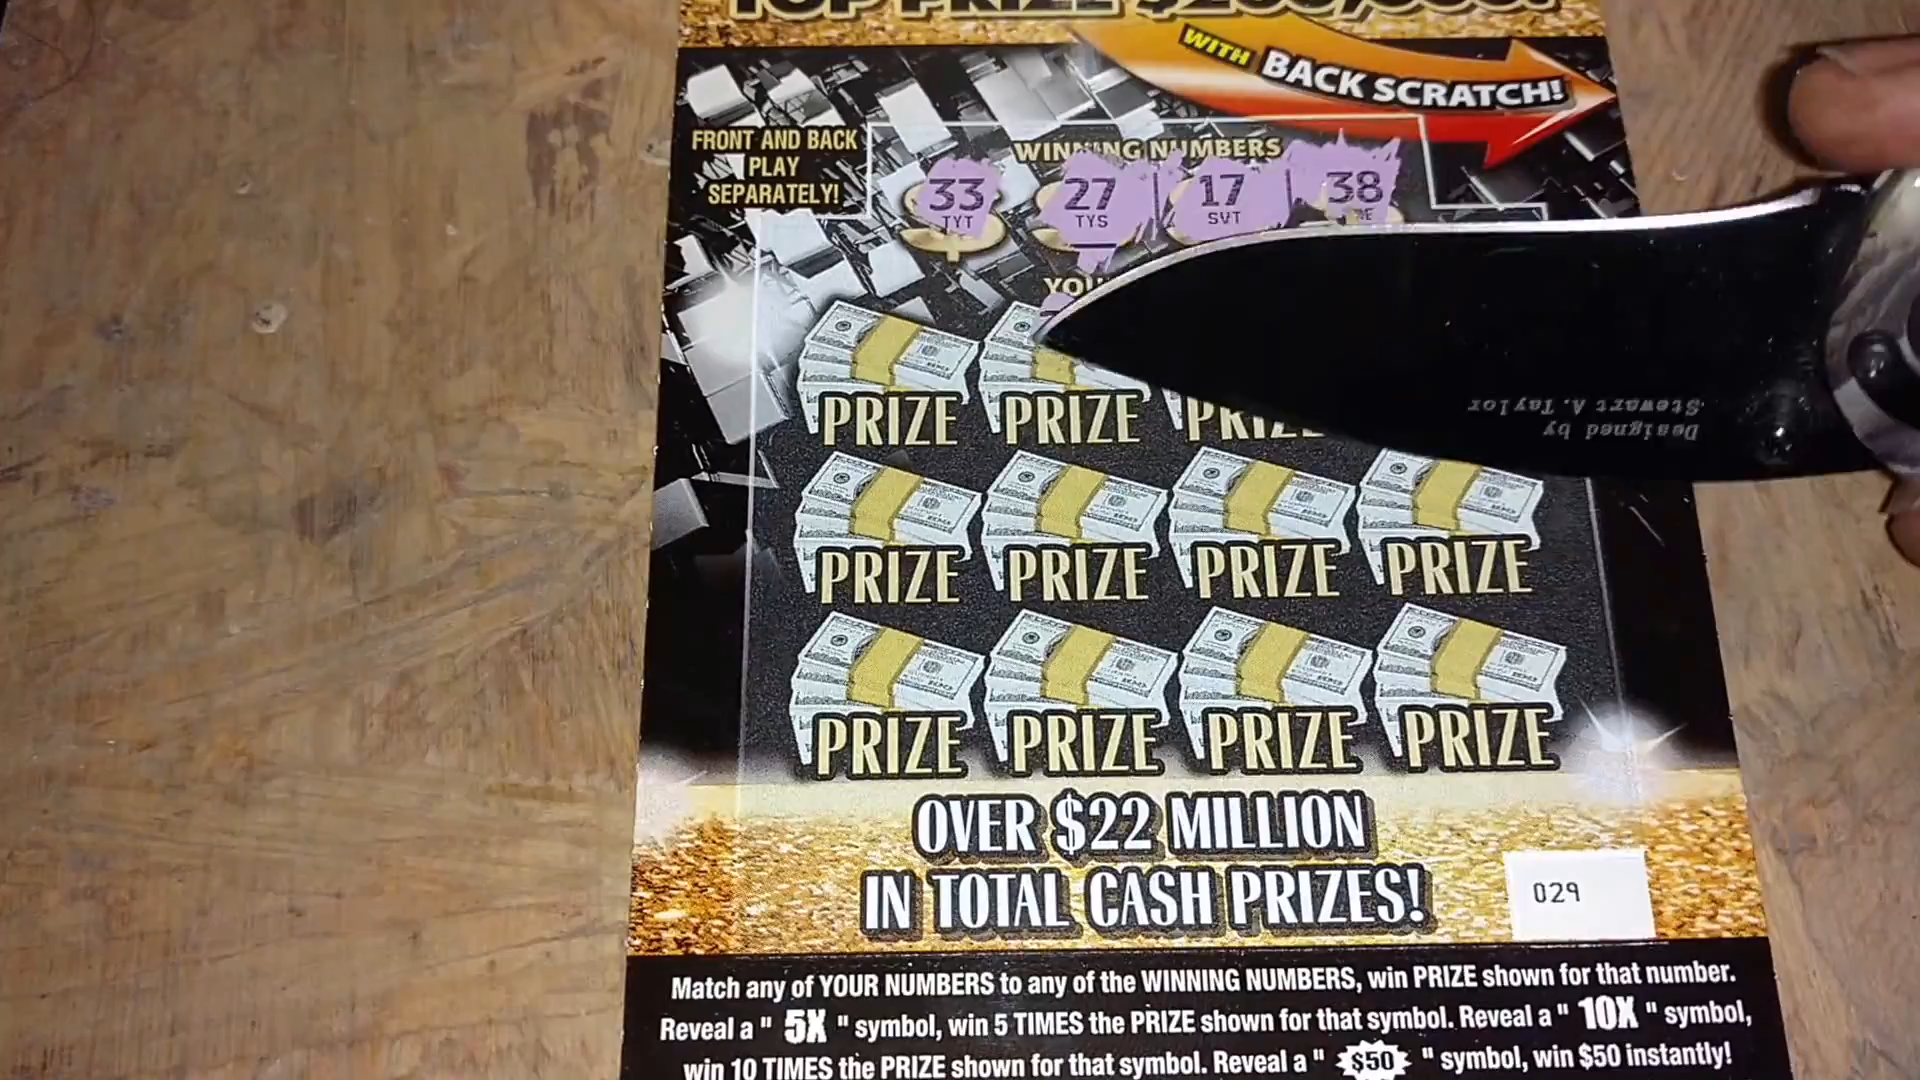 TOP PRIZE $200,000!
WITH BACK SCRATCH!
FRONT AND BACK
PLAY
SEPARATELY!
WINNING NUMBERS
33 27 17 38
TYT TYS SVT
PRIZE PRIZE
Designed by
Stewart A. Taylor
PRIZE PRIZE PRIZE PRIZE
PRIZE PRIZE PRIZE PRIZE
OVER $22 MILLION
IN TOTAL CASH PRIZES!
029
Match any of YOUR NUMBERS to any of the WINNING NUMBERS, win PRIZE shown for that number.
Reveal a " 5X " symbol, win 5 TIMES the PRIZE shown for that symbol. Reveal a " 10X " symbol,
win 10 TIMES the PRIZE shown for that symbol. Reveal a " $50 " symbol, win $50 instantly!